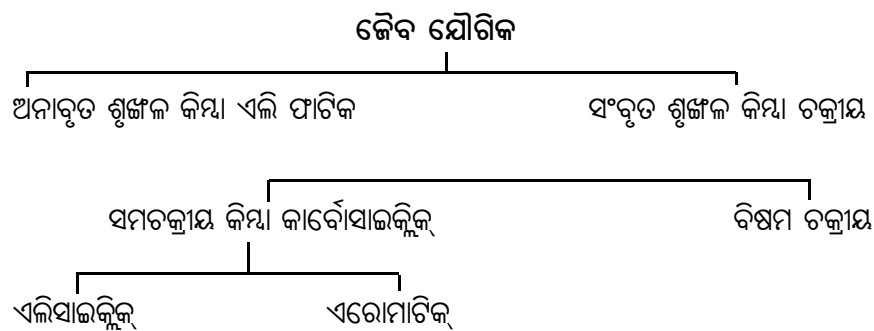 ଜୈବ ଯୌଗିକ
ଅନାବୃତ ଶୃଙ୍ଖଳ କିମ୍ବା ଏଲି ଫାଟିକ ସଂବୃତ ଶୃଙ୍ଖଳ କିମ୍ବା ଚକ୍ରୀୟ
ସମଚକ୍ରୀୟ କିମ୍ବା କାର୍ବୋସାଇକ୍ଲିକ୍ ବିଷମ ଚକ୍ରୀୟ
ଏଲିସାଇକ୍ଲିକ୍ ଏରୋମାଟିକ୍